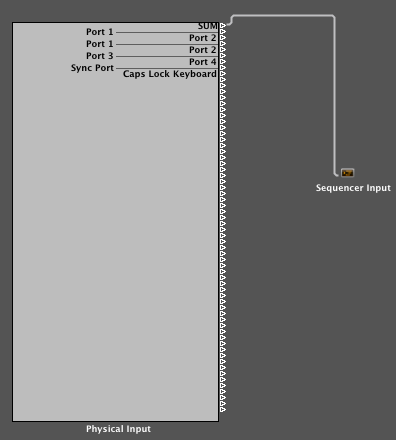 SUM
Port 1
Port 2
Port 1
Port 2
Port 3
Port 4
Sync Port
Caps Lock Keyboard
Sequencer Input
Physical Input